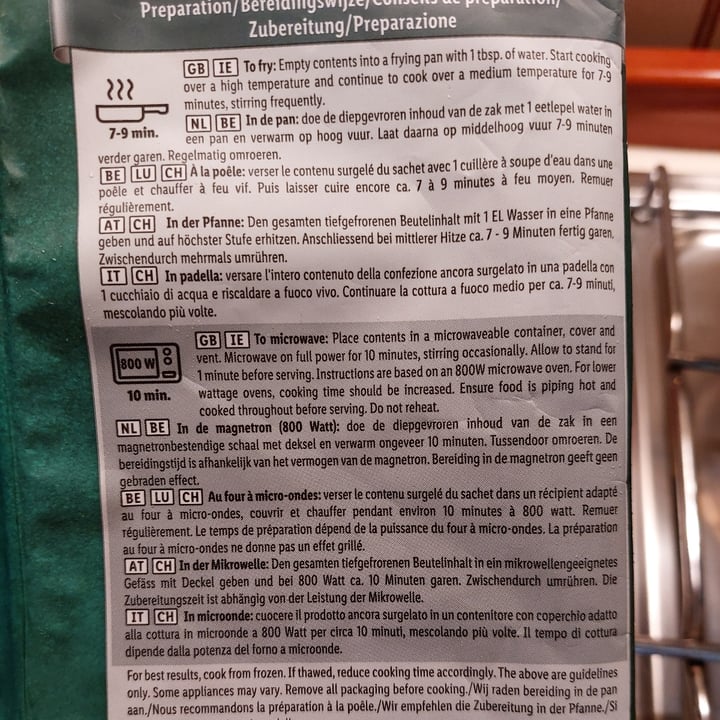 Preparation/Bereidingswijze/Conseils de préparation/
Zubereitung/Preparazione
GB IE To fry: Empty contents into a frying pan with 1 tbsp. of water. Start cooking
over a high temperature and continue to cook over a medium temperature for 7-9
minutes, stirring frequently.
7-9 min.
NL BE In de pan: doe de diepgevroren inhoud van de zak met 1 eetlepel water in
een pan en verwarm op hoog vuur. Laat daarna op middelhoog vuur 7-9 minuten
verder garen. Regelmatig omroeren.
BE LU CH À la poêle: verser le contenu surgelé du sachet avec 1 cuillère à soupe d'eau dans une
poêle et chauffer à feu vif. Puis laisser cuire encore ca. 7 à 9 minutes à feu moyen. Remuer
régulièrement.
AT CH In der Pfanne: Den gesamten tiefgefrorenen Beutelinhalt mit 1 EL Wasser in eine Pfanne
geben und auf höchster Stufe erhitzen. Anschliessend bei mittlerer Hitze ca. 7 - 9 Minuten fertig garen.
Zwischendurch mehrmals umrühren.
IT CH In padella: versare l'intero contenuto della confezione ancora surgelato in una padella con
1 cucchiaio di acqua e riscaldare a fuoco vivo. Continuare la cottura a fuoco medio per ca. 7-9 minuti,
mescolando più volte.
GB IE To microwave: Place contents in a microwaveable container, cover and
vent. Microwave on full power for 10 minutes, stirring occasionally. Allow to stand for
800 W
1 minute before serving. Instructions are based on an 800W microwave oven. For lower
10 min.
wattage ovens, cooking time should be increased. Ensure food is piping hot and
cooked throughout before serving. Do not reheat.
NL BE In de magnetron (800 Watt): doe de diepgevroren inhoud van de zak in een
magnetronbestendige schaal met deksel en verwarm ongeveer 10 minuten. Tussendoor omroeren. De
bereidingstijd is afhankelijk van het vermogen van de magnetron. Bereiding in de magnetron geeft geen
gebraden effect.
BE LU CH Au four à micro-ondes: verser le contenu surgelé du sachet dans un récipient adapté
au four à micro-ondes, couvrir et chauffer pendant environ 10 minutes à 800 watt. Remuer
régulièrement. Le temps de préparation dépend de la puissance du four à micro-ondes. La préparation
au four à micro-ondes ne donne pas un effet grillé.
AT CH In der Mikrowelle: Den gesamten tiefgefrorenen Beutelinhalt in ein mikrowellengeeignetes
Gefäss mit Deckel geben und bei 800 Watt ca. 10 Minuten garen. Zwischendurch umrühren. Die
Zubereitungszeit ist abhängig von der Leistung der Mikrowelle.
IT CH In microonde: cuocere il prodotto ancora surgelato in un contenitore con coperchio adatto
alla cottura in microonde a 800 Watt per circa 10 minuti, mescolando più volte. Il tempo di cottura
dipende dalla potenza del forno a microonde.
For best results, cook from frozen. If thawed, reduce cooking time accordingly. The above are guidelines
only. Some appliances may vary. Remove all packaging before cooking./Wij raden bereiding in de pan
aan./Nous recommandons la préparation à la poêle./Wir empfehlen die Zubereitung in der Pfanne./Si